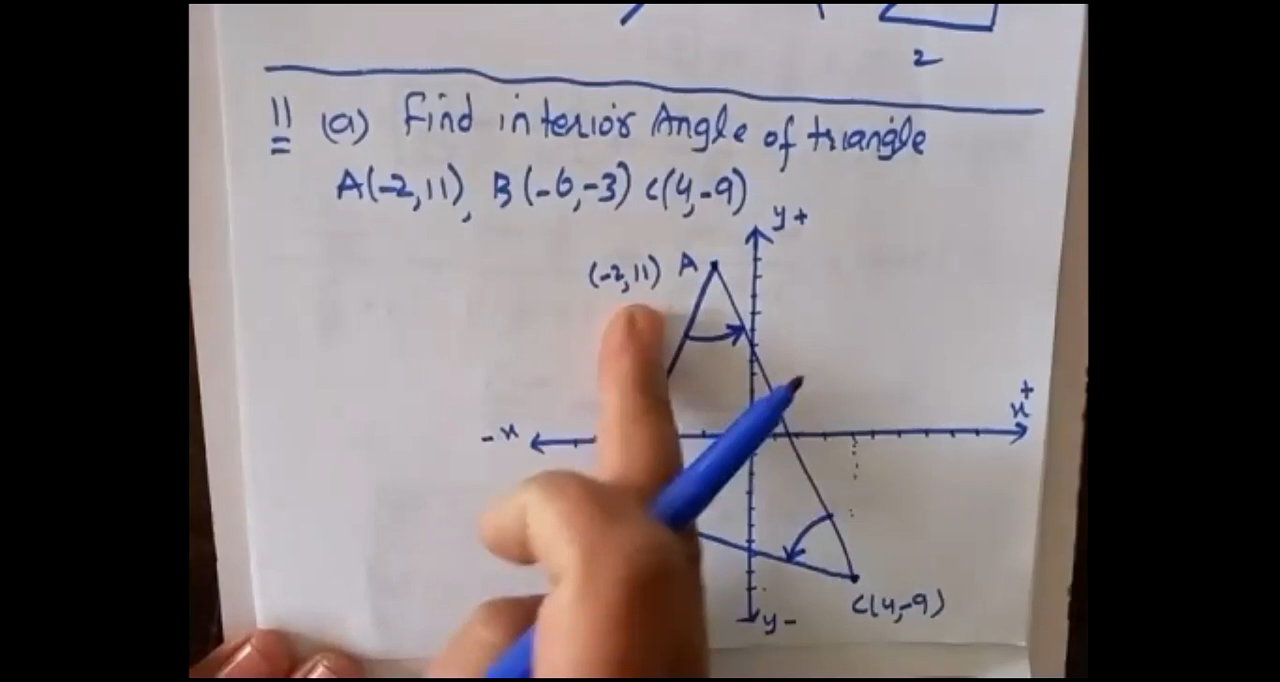 2
11 (a) Find interior Angle of triangle
A(-2,11), B(-6,-3) C(4,-9)
y+
(-2,11) A
x+
-x
C(4,-9)
y-